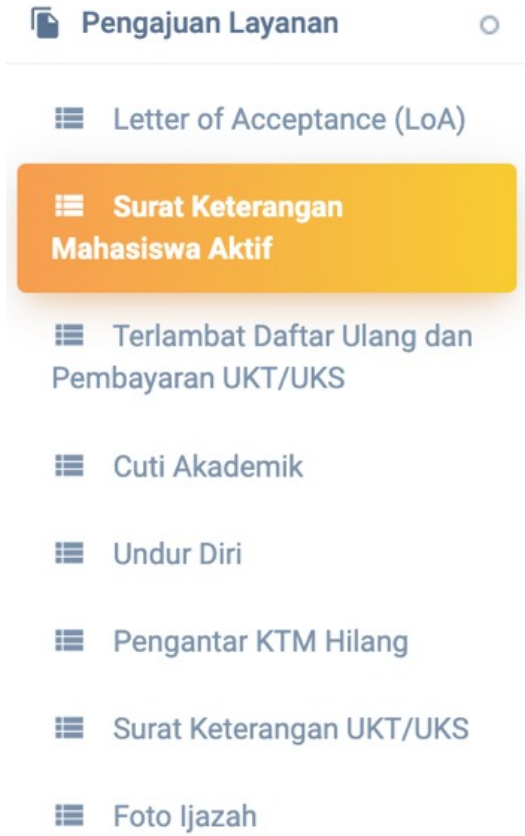 Pengajuan Layanan
Letter of Acceptance (LoA)
Surat Keterangan
Mahasiswa Aktif
Terlambat Daftar Ulang dan
Pembayaran UKT/UKS
Cuti Akademik
Undur Diri
Pengantar KTM Hilang
Surat Keterangan UKT/UKS
Foto Ijazah